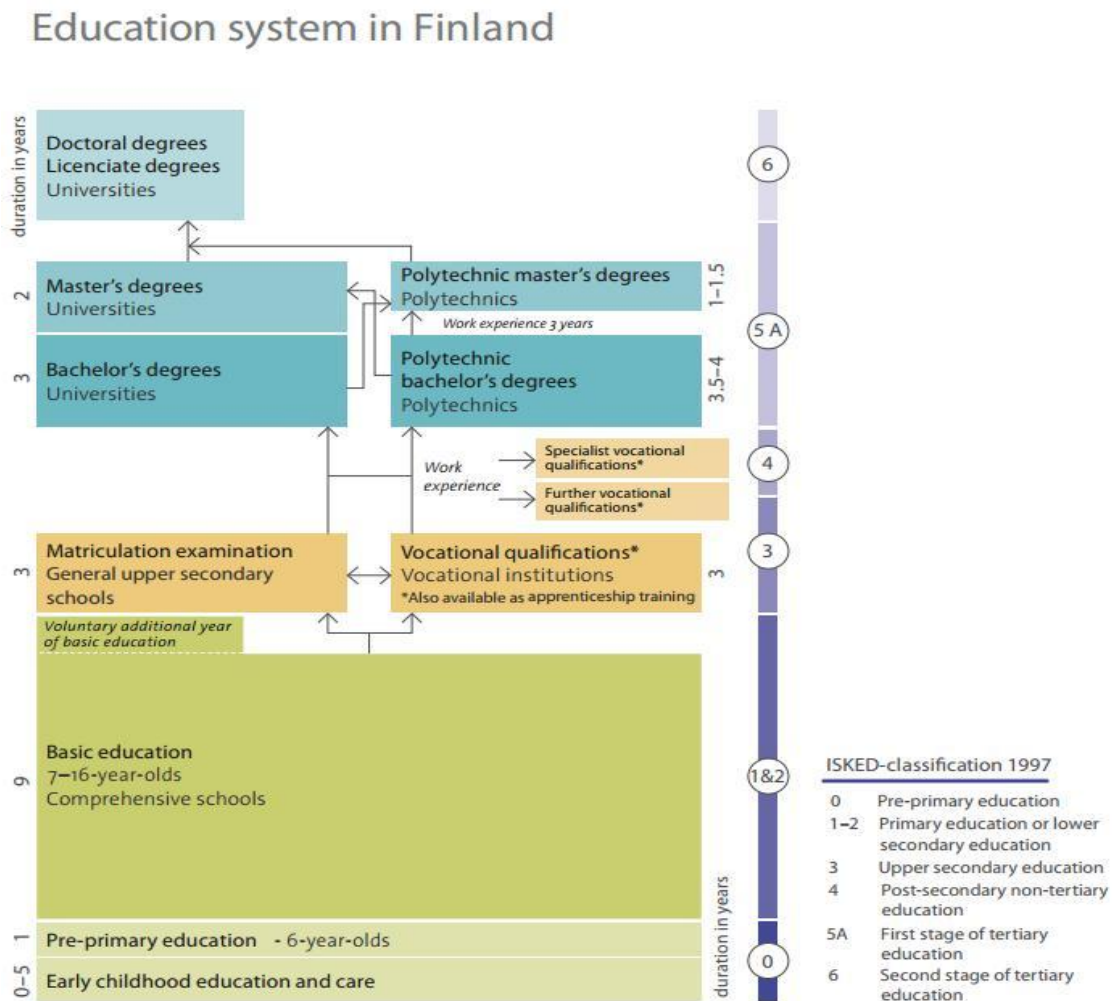 Education system in Finland
duration in years
Doctoral degrees
Licenciate degrees
Universities
6
2
Master's degrees
Universities
Polytechnic master's degrees
Polytechnics
1–1.5
Work experience 3 years
5 A
3
Bachelor's degrees
Universities
Polytechnic
bachelor's degrees
Polytechnics
3.5–4
Work
experience
Specialist vocational
qualifications*
Further vocational
qualifications*
4
3
Matriculation examination
General upper secondary
schools
Vocational qualifications*
Vocational institutions
*Also available as apprenticeship training
3
3
Voluntary additional year
of basic education
9
Basic education
7–16-year-olds
Comprehensive schools
1&2
1
Pre-primary education - 6-year-olds
0–5
Early childhood education and care
duration in years
0
ISKED-classification 1997
0 Pre-primary education
1–2 Primary education or lower
secondary education
3 Upper secondary education
4 Post-secondary non-tertiary
education
5A First stage of tertiary
education
6 Second stage of tertiary
education